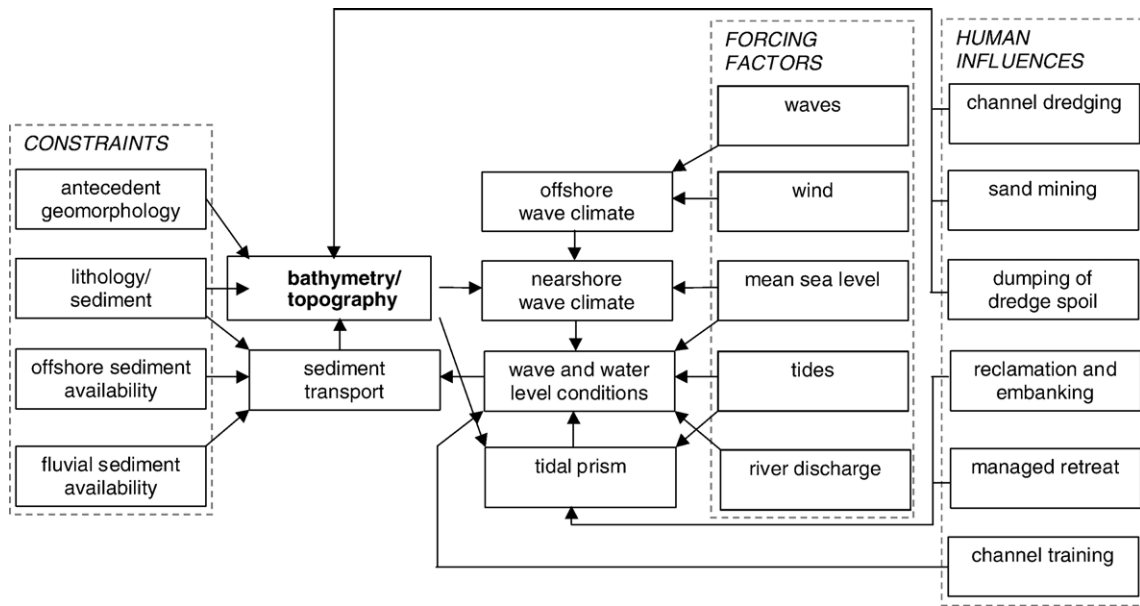 CONSTRAINTS
antecedent
geomorphology
lithology/
sediment
offshore sediment
availability
fluvial sediment
availability
bathymetry/
topography
sediment
transport
offshore
wave climate
nearshore
wave climate
wave and water
level conditions
tidal prism
FORCING
FACTORS
waves
wind
mean sea level
tides
river discharge
HUMAN
INFLUENCES
channel dredging
sand mining
dumping of
dredge spoil
reclamation and
embanking
managed retreat
channel training